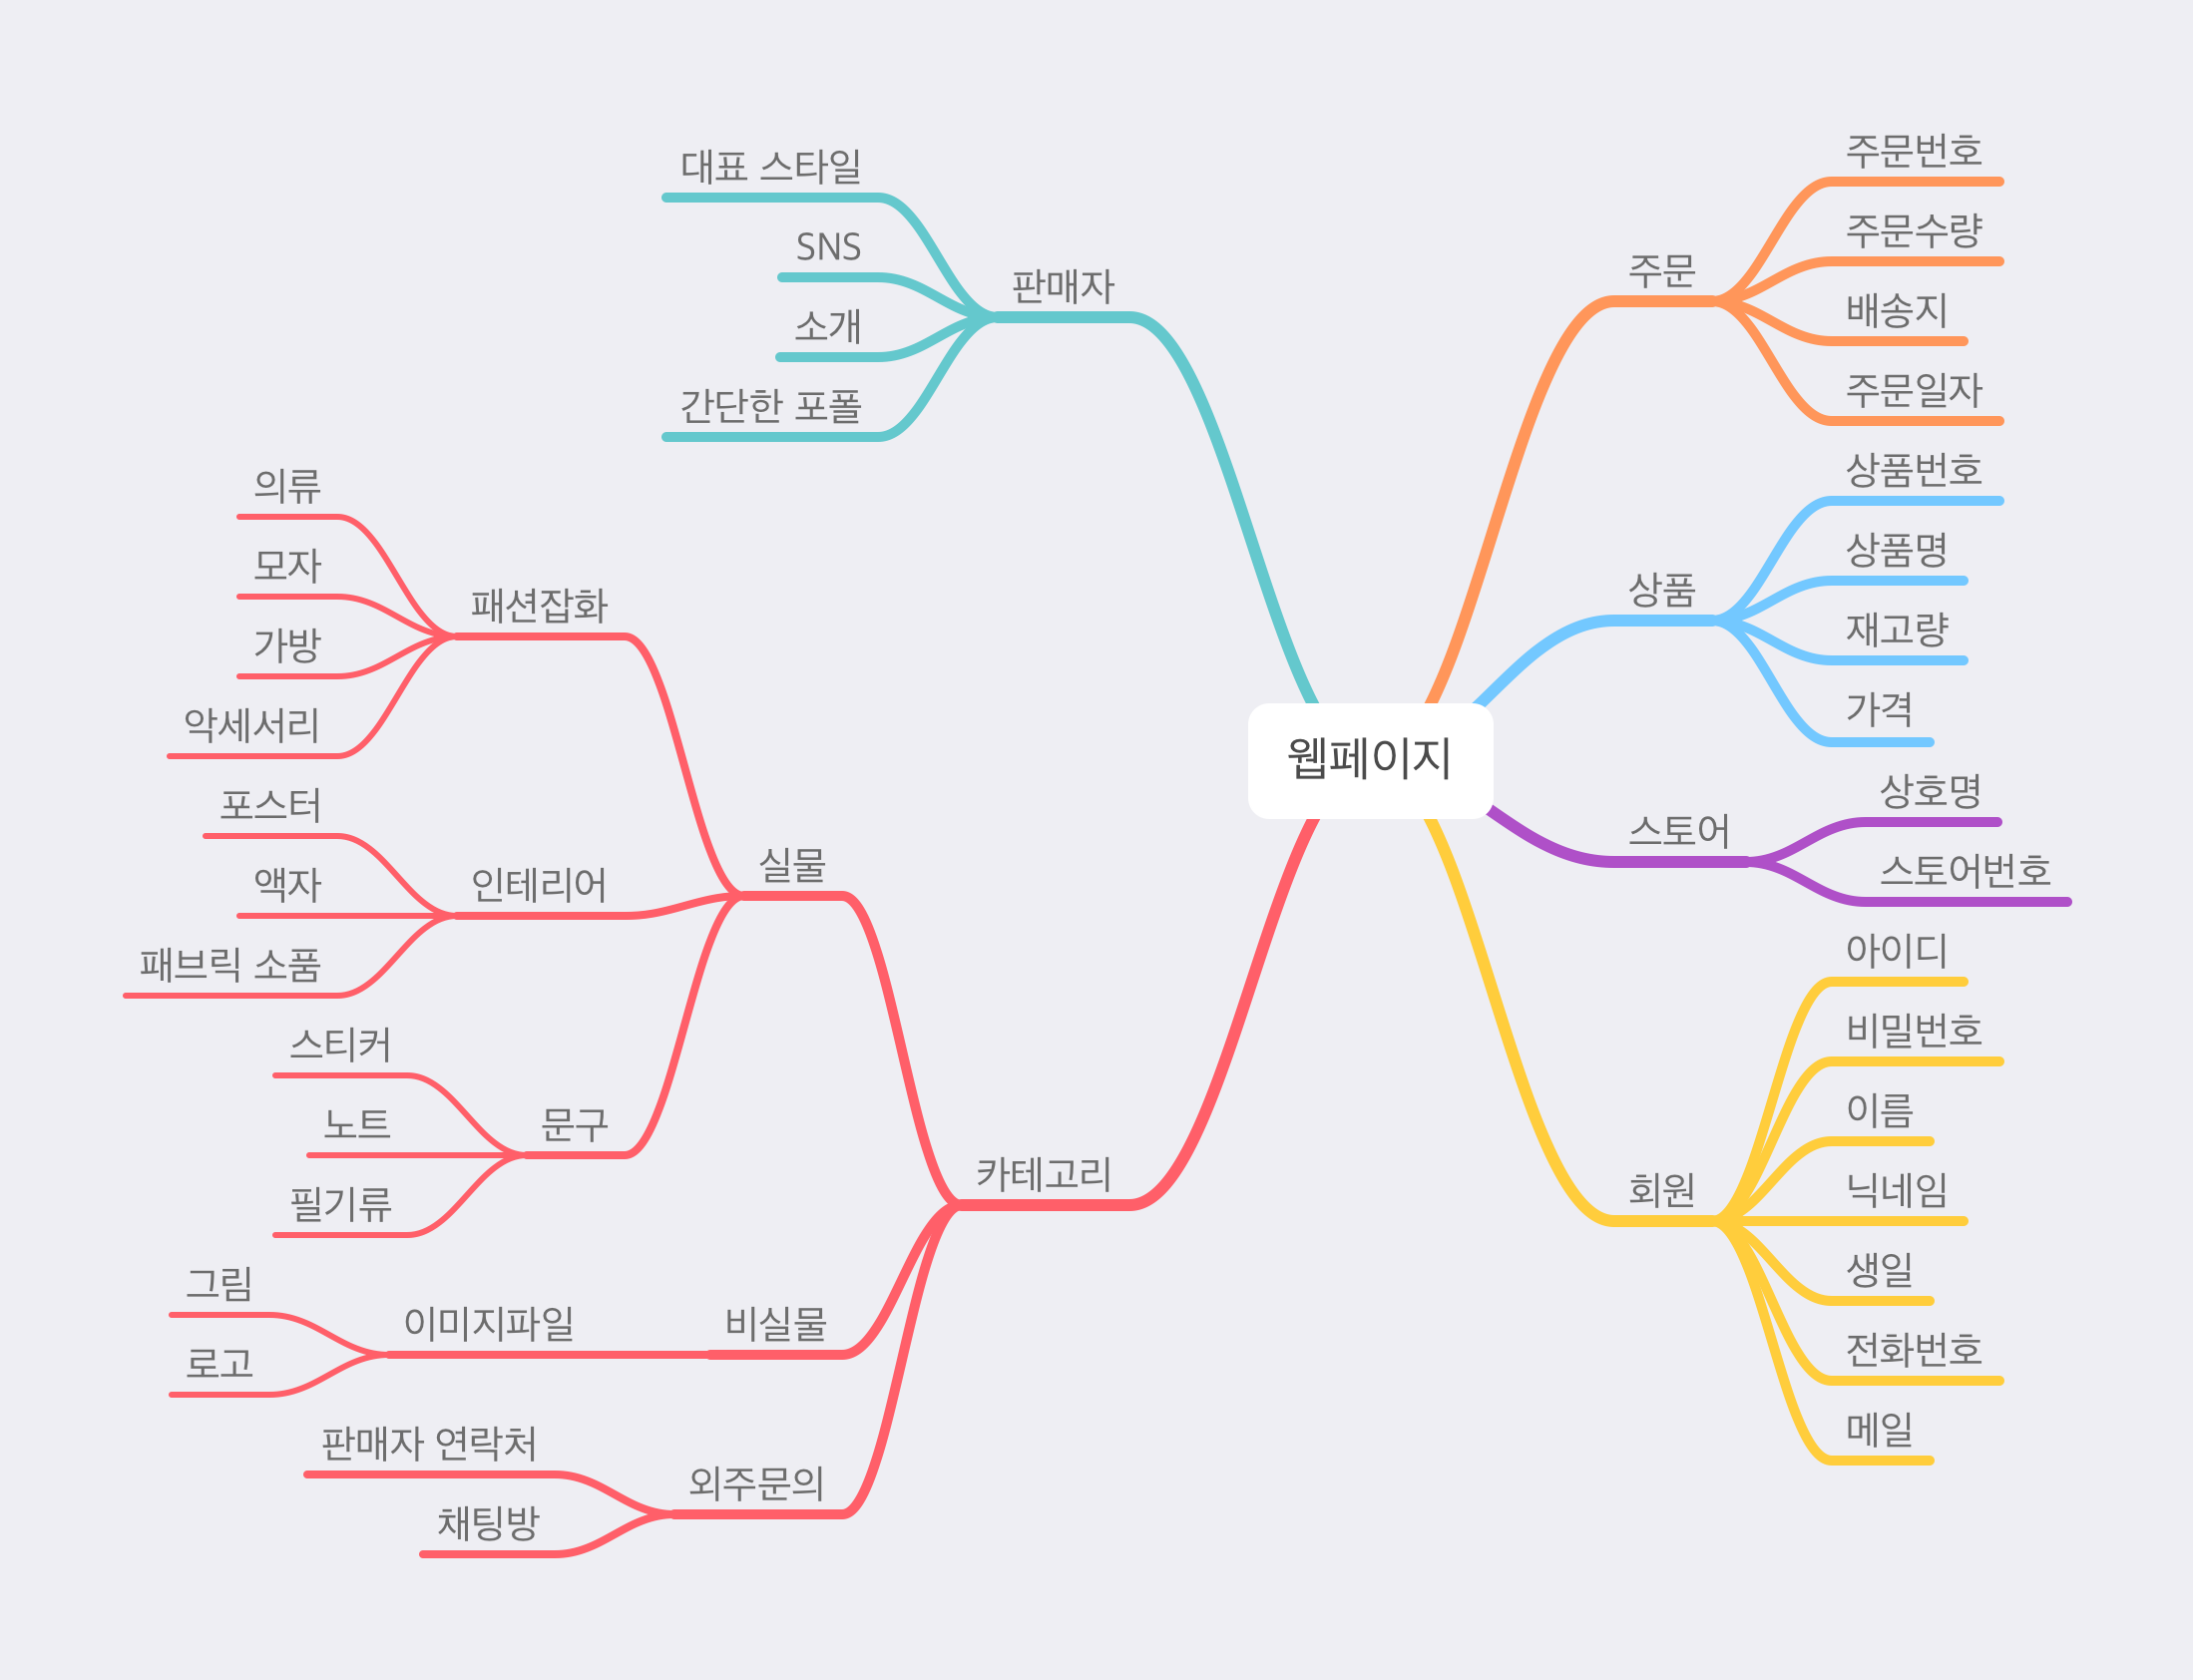 웹페이지
주문
주문번호
주문수량
배송지
주문일자
상품
상품번호
상품명
재고량
가격
스토어
상호명
스토어번호
회원
아이디
비밀번호
이름
닉네임
생일
전화번호
메일
판매자
대표 스타일
SNS
소개
간단한 포폴
카테고리
실물
패션잡화
의류
모자
가방
악세서리
인테리어
포스터
액자
패브릭 소품
문구
스티커
노트
필기류
비실물
이미지파일
그림
로고
외주문의
판매자 연락처
채팅방